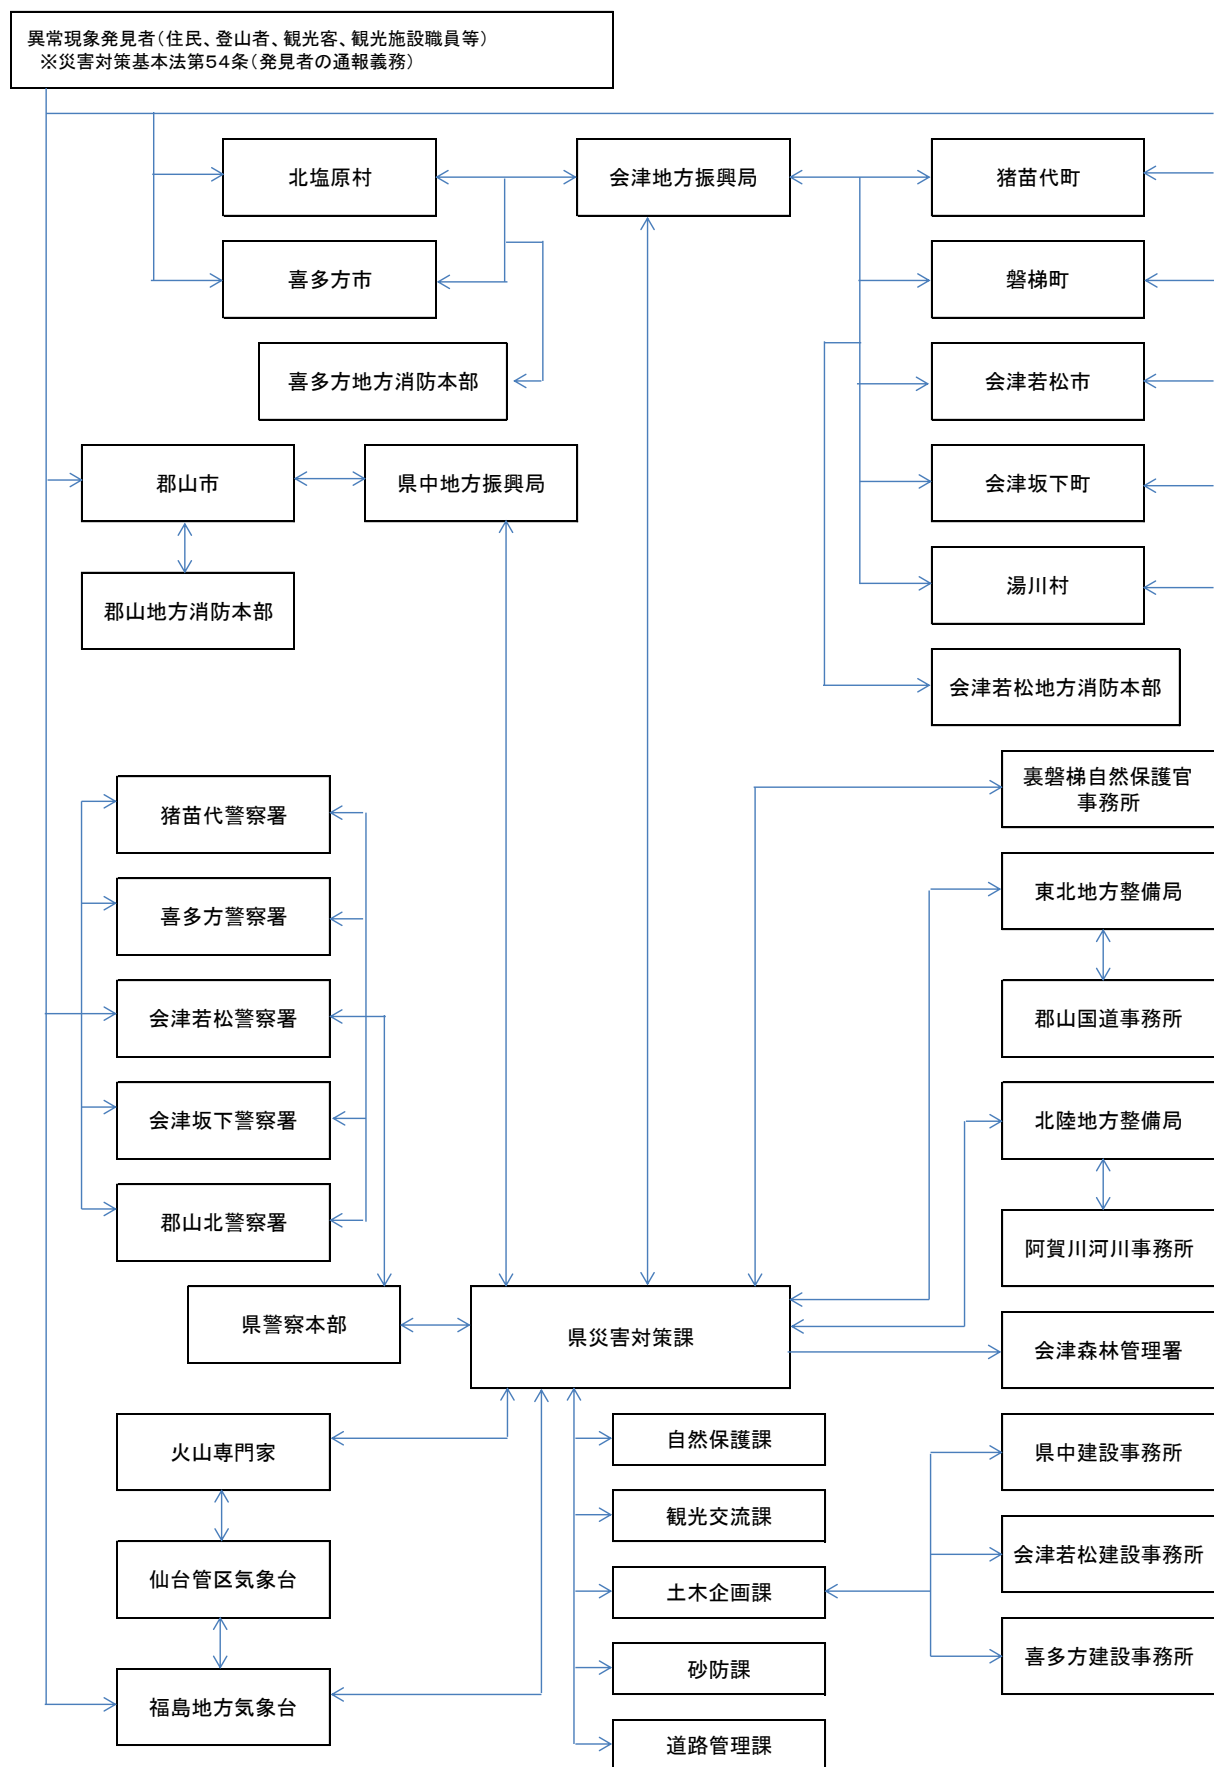 異常現象発見者(住民、登山者、観光客、観光施設職員等)
※災害対策基本法第54条(発見者の通報義務)
北塩原村
会津地方振興局
猪苗代町
喜多方市
磐梯町
喜多方地方消防本部
会津若松市
郡山市
県中地方振興局
会津坂下町
郡山地方消防本部
湯川村
会津若松地方消防本部
裏磐梯自然保護官
事務所
猪苗代警察署
東北地方整備局
喜多方警察署
郡山国道事務所
会津若松警察署
北陸地方整備局
会津坂下警察署
阿賀川河川事務所
郡山北警察署
県警察本部
県災害対策課
会津森林管理署
火山専門家
自然保護課
県中建設事務所
観光交流課
会津若松建設事務所
仙台管区気象台
土木企画課
喜多方建設事務所
砂防課
福島地方気象台
道路管理課